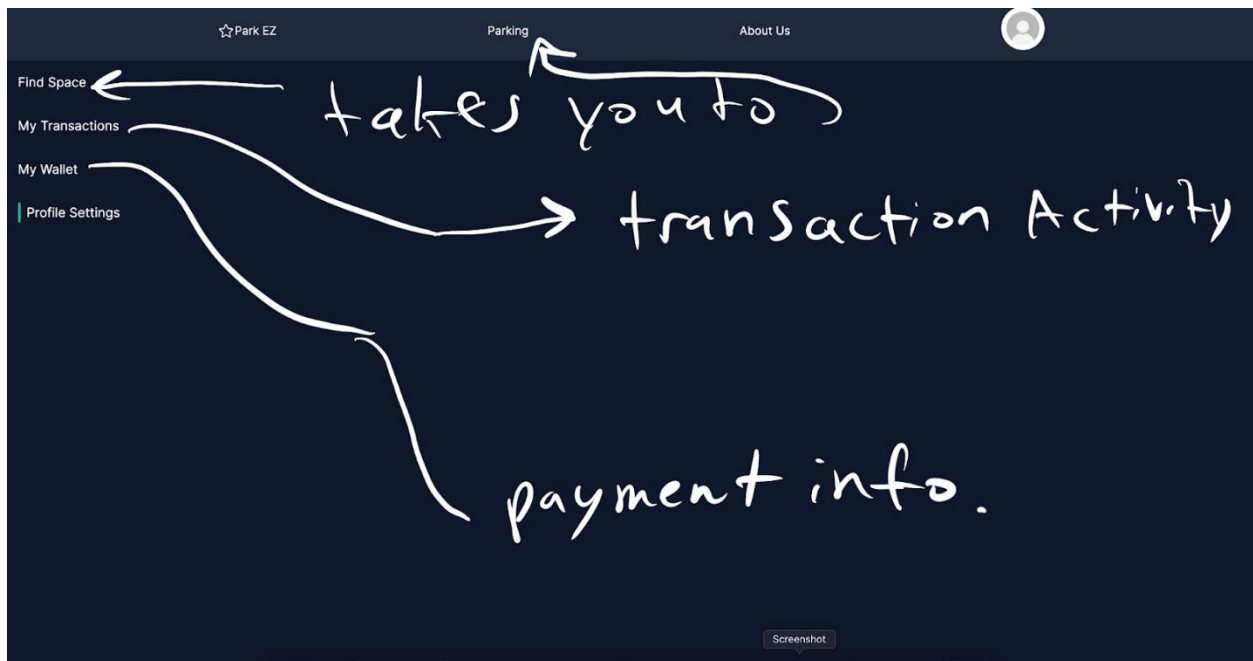 Park EZ Parking About Us
Find Space
takes you to
My Transactions
My Wallet
Profile Settings
transaction Activity
payment info.
Screenshot